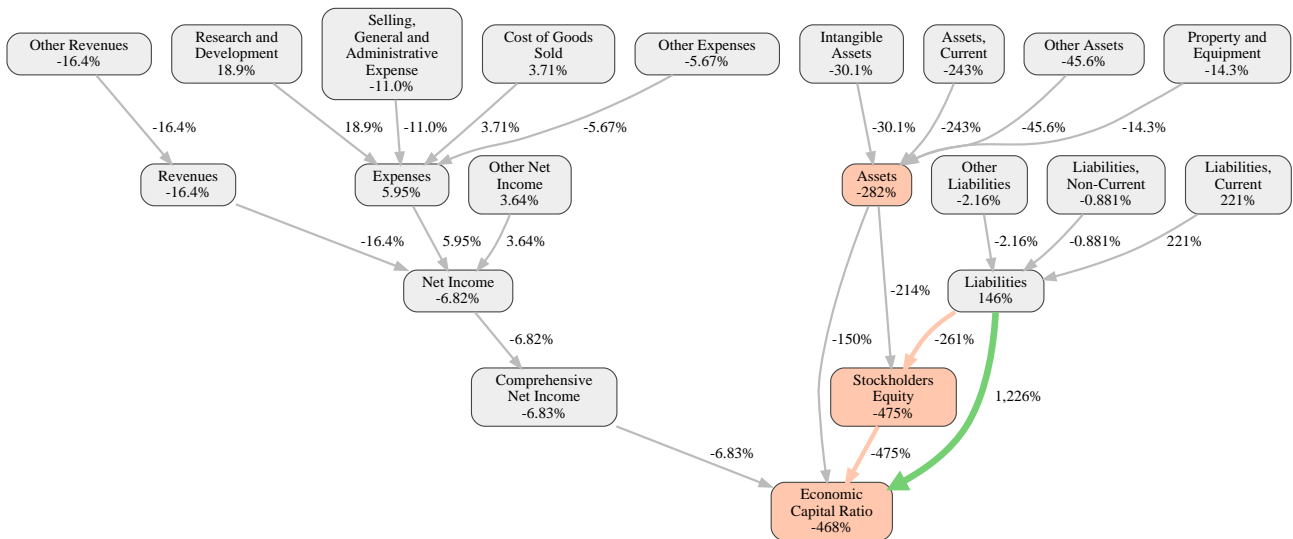 Other Revenues
-16.4%
Research and
Development
18.9%
Selling,
General and
Administrative
Expense
-11.0%
Cost of Goods
Sold
3.71%
Other Expenses
-5.67%
Intangible
Assets
-30.1%
Assets,
Current
-243%
Other Assets
-45.6%
Property and
Equipment
-14.3%
-16.4%
18.9%
-11.0%
3.71%
-5.67%
-30.1%
-243%
-45.6%
-14.3%
Revenues
-16.4%
Expenses
5.95%
Other Net
Income
3.64%
Assets
-282%
Other
Liabilities
-2.16%
Liabilities,
Non-Current
-0.881%
Liabilities,
Current
221%
-16.4%
5.95%
3.64%
-2.16%
-0.881%
221%
Net Income
-6.82%
-214%
Liabilities
146%
-6.82%
-150%
-261%
Comprehensive
Net Income
-6.83%
Stockholders
Equity
-475%
1,226%
-6.83%
-475%
Economic
Capital Ratio
-468%